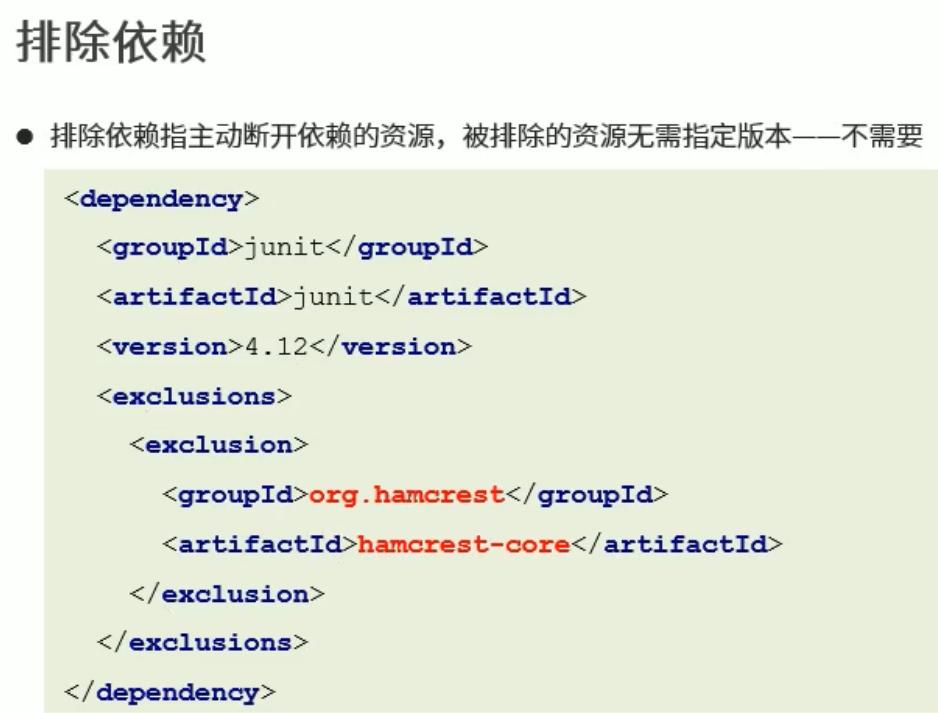 排除依赖
● 排除依赖指主动断开依赖的资源，被排除的资源无需指定版本——不需要
<dependency>
  <groupId>junit</groupId>
  <artifactId>junit</artifactId>
  <version>4.12</version>
  <exclusions>
    <exclusion>
      <groupId>org.hamcrest</groupId>
      <artifactId>hamcrest-core</artifactId>
    </exclusion>
  </exclusions>
</dependency>